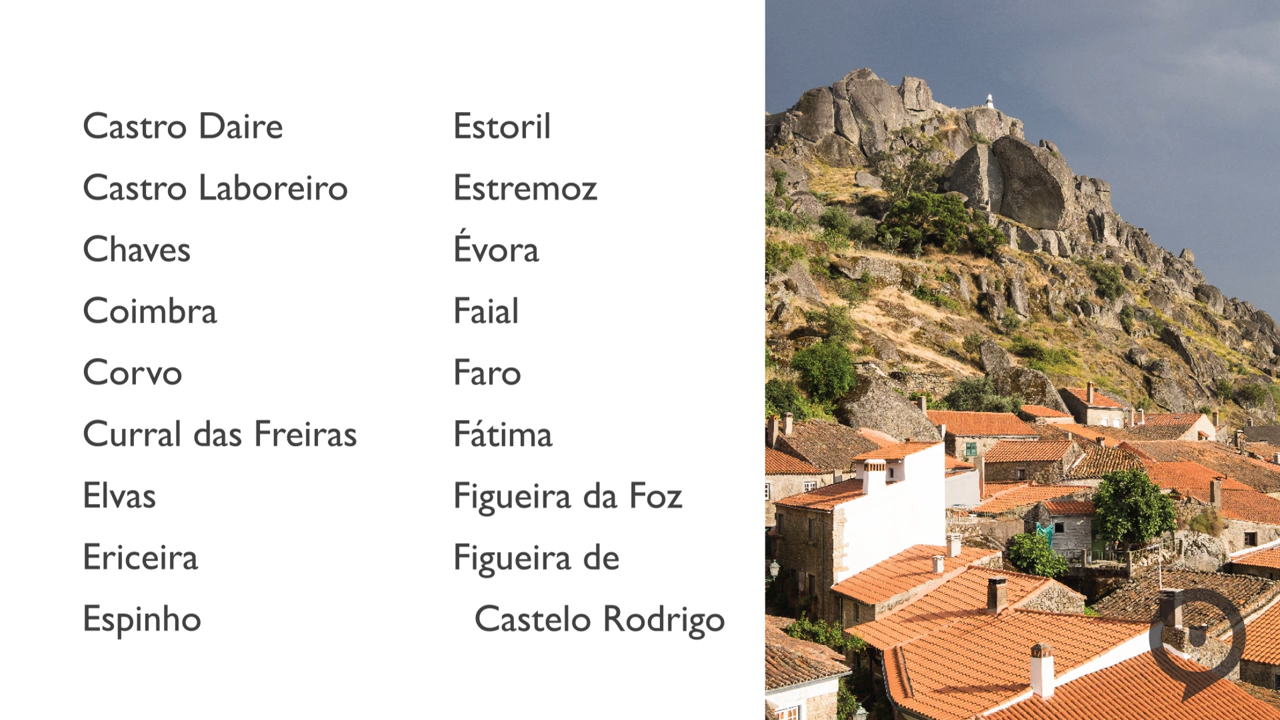 Castro Daire
Castro Laboreiro
Chaves
Coimbra
Corvo
Curral das Freiras
Elvas
Ericeira
Espinho
Estoril
Estremoz
Évora
Faial
Faro
Fátima
Figueira da Foz
Figueira de
Castelo Rodrigo